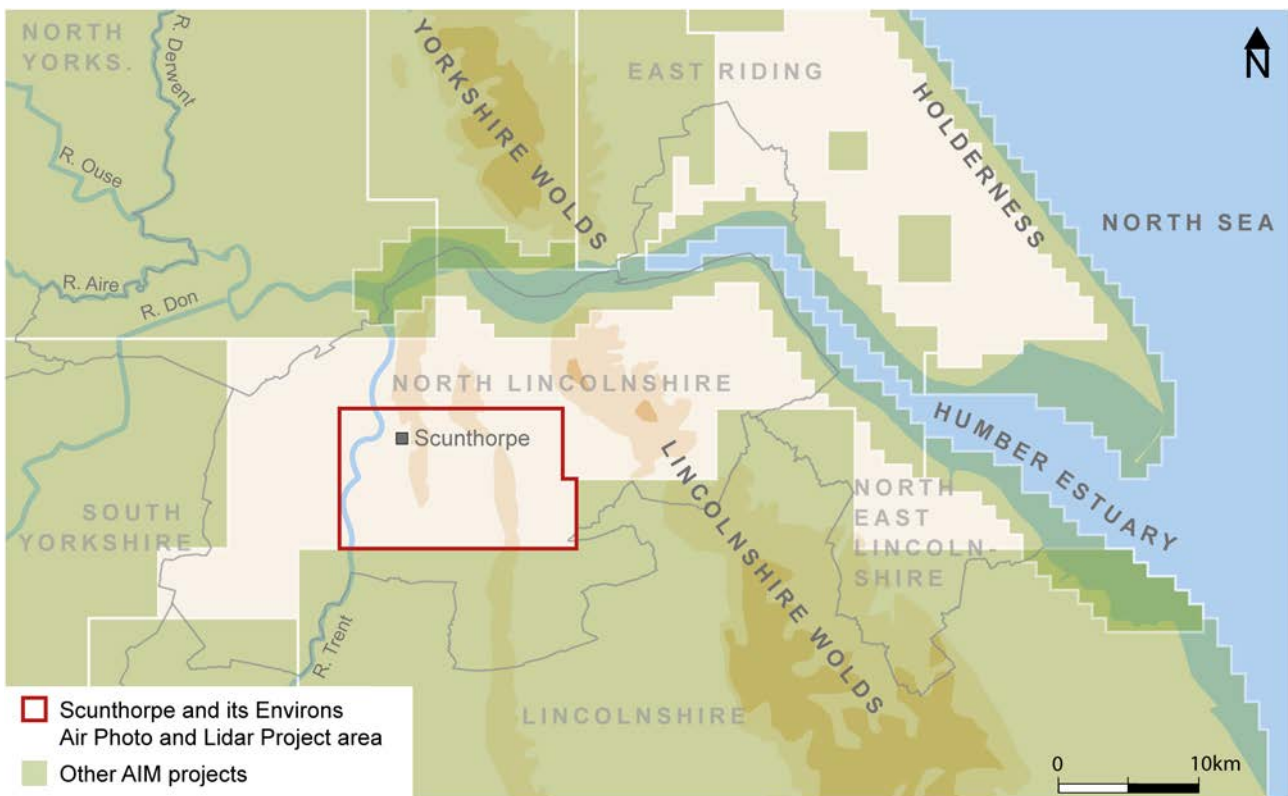 NORTH
YORKS.
R. Derwent
R. Ouse
R. Aire
R. Don
YORKSHIRE WOLDS
EAST RIDING
HOLDERNESS
N
NORTH SEA
NORTH LINCOLNSHIRE
Scunthorpe
HUMBER ESTUARY
LINCOLNSHIRE WOLDS
SOUTH
YORKSHIRE
NORTH
EAST
LINCOLN-
SHIRE
R. Trent
LINCOLNSHIRE
Scunthorpe and its Environs
Air Photo and Lidar Project area
Other AIM projects
0 10km